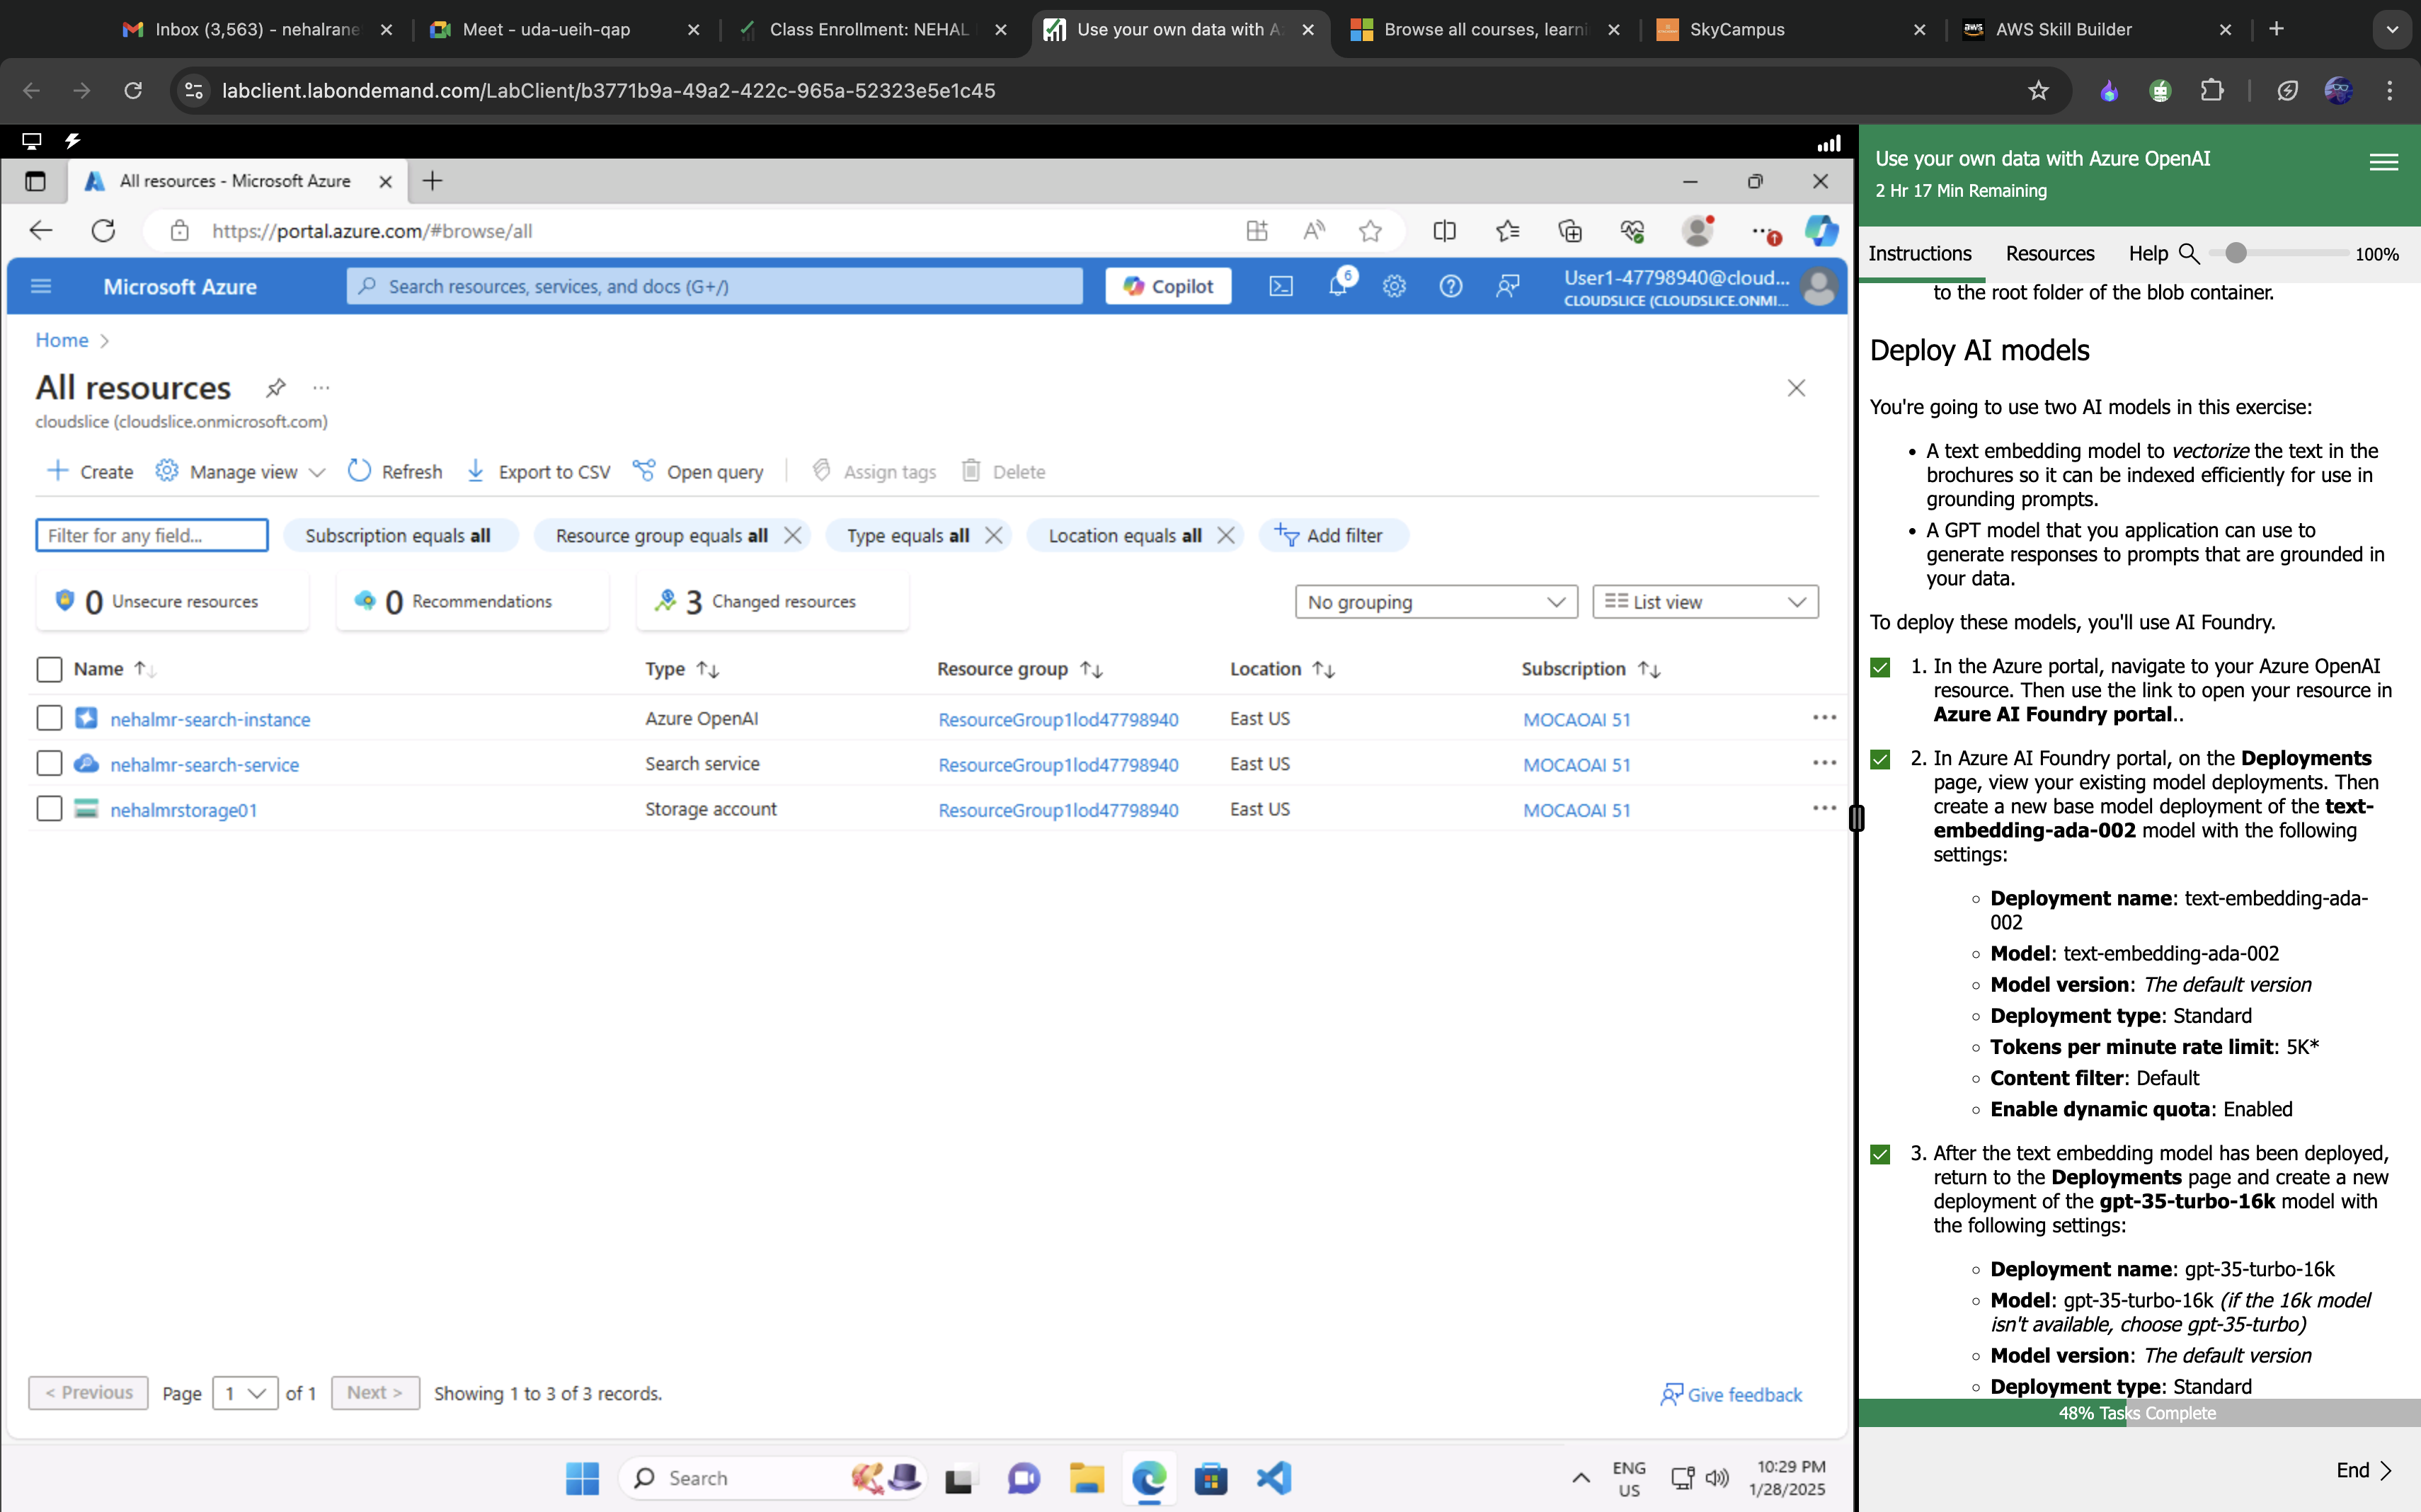 Inbox (3,563) - nehalrane
Meet - uda-ueih-qap
Class Enrollment: NEHAL
Use your own data with A
Browse all courses, learni
SkyCampus
aws
AWS Skill Builder
labclient.labondemand.com/LabClient/b3771b9a-49a2-422c-965a-52323e5e1c45
All resources - Microsoft Azure
https://portal.azure.com/#browse/all
Microsoft Azure
Search resources, services, and docs (G+/)
Copilot
6
User1-47798940@cloud...
CLOUDSLICE (CLOUDSLICE.ONMI...
Home
All resources
cloudslice (cloudslice.onmicrosoft.com)
Create
Manage view
Refresh
Export to CSV
Open query
Assign tags
Delete
Filter for any field...
Subscription equals all
Resource group equals all
Type equals all
Location equals all
Add filter
0 Unsecure resources
0 Recommendations
3 Changed resources
No grouping
List view
Name
Type
Resource group
Location
Subscription
nehalmr-search-instance Azure OpenAI ResourceGroup1lod47798940 East US MOCAOAI 51
nehalmr-search-service Search service ResourceGroup1lod47798940 East US MOCAOAI 51
nehalmrstorage01 Storage account ResourceGroup1lod47798940 East US MOCAOAI 51
< Previous
Page 1 of 1
Next >
Showing 1 to 3 of 3 records.
Give feedback
Search
ENG
US
10:29 PM
1/28/2025
Use your own data with Azure OpenAI
2 Hr 17 Min Remaining
Instructions
Resources
Help
100%
to the root folder of the blob container.
Deploy AI models
You're going to use two AI models in this exercise:
• A text embedding model to vectorize the text in the
brochures so it can be indexed efficiently for use in
grounding prompts.
• A GPT model that you application can use to
generate responses to prompts that are grounded in
your data.
To deploy these models, you'll use AI Foundry.
1. In the Azure portal, navigate to your Azure OpenAI
resource. Then use the link to open your resource in
Azure AI Foundry portal..
2. In Azure AI Foundry portal, on the Deployments
page, view your existing model deployments. Then
create a new base model deployment of the text-
embedding-ada-002 model with the following
settings:
Deployment name: text-embedding-ada-
002
Model: text-embedding-ada-002
Model version: The default version
Deployment type: Standard
Tokens per minute rate limit: 5K*
Content filter: Default
Enable dynamic quota: Enabled
3. After the text embedding model has been deployed,
return to the Deployments page and create a new
deployment of the gpt-35-turbo-16k model with
the following settings:
Deployment name: gpt-35-turbo-16k
Model: gpt-35-turbo-16k (if the 16k model
isn't available, choose gpt-35-turbo)
Model version: The default version
Deployment type: Standard
48% Tasks Complete
End